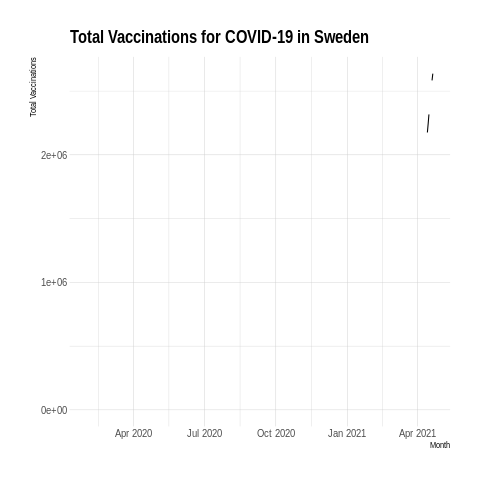 Total Vaccinations for COVID-19 in Sweden
Total Vaccinations
2e+06
1e+06
0e+00
Apr 2020
Jul 2020
Oct 2020
Jan 2021
Apr 2021
Month